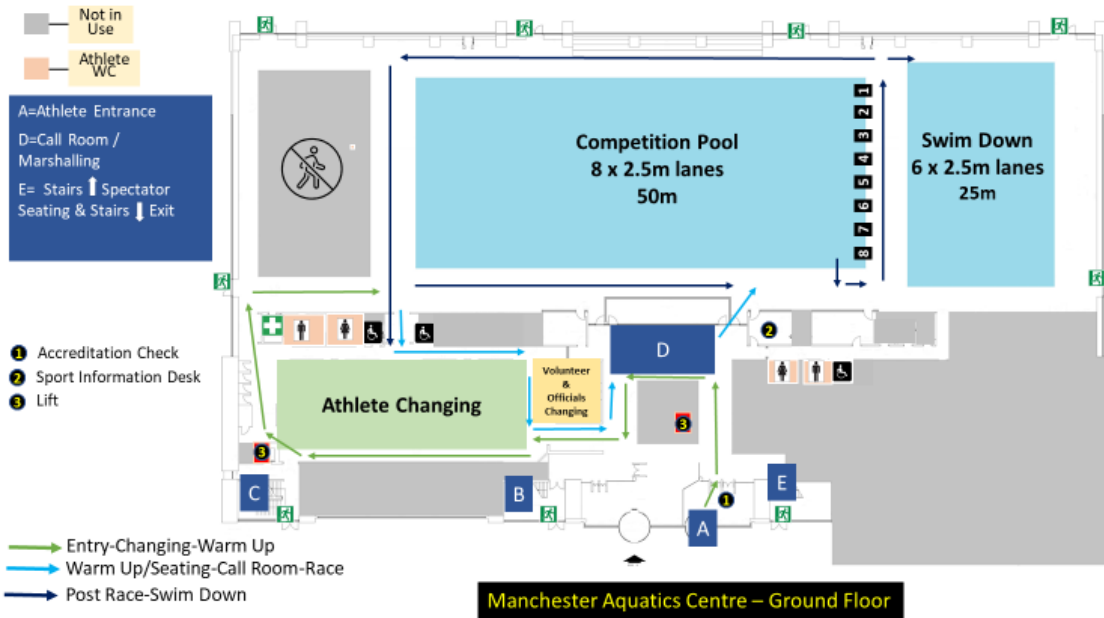 Not in
Use
Athlete
WC
A=Athlete Entrance
D=Call Room /
Marshalling
E= Stairs ⬆ Spectator
Seating & Stairs ⬇ Exit
1 Accreditation Check
2 Sport Information Desk
3 Lift
Competition Pool
8 x 2.5m lanes
50m
1
2
3
4
5
6
7
8
Swim Down
6 x 2.5m lanes
25m
D
2
Athlete Changing
Volunteer
&
Officials
Changing
3
3
C
B
E
1
A
Entry-Changing-Warm Up
Warm Up/Seating-Call Room-Race
Post Race-Swim Down
Manchester Aquatics Centre – Ground Floor